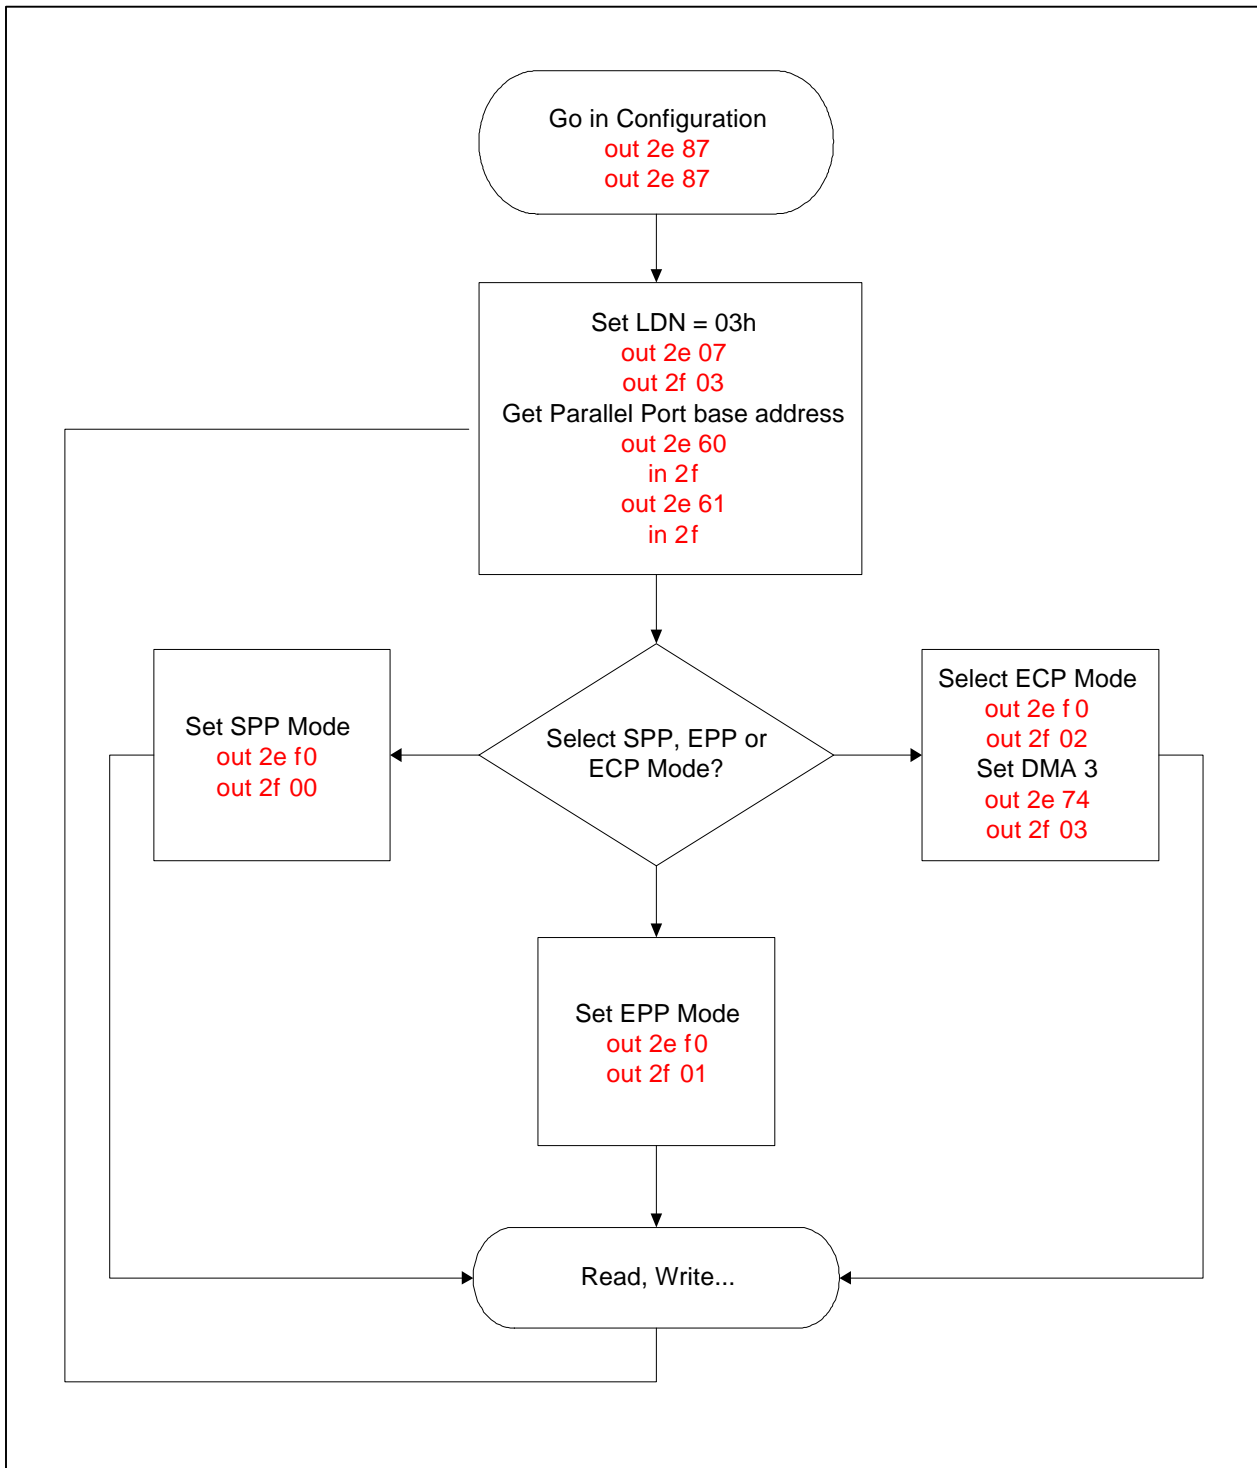 Go in Configuration
out 2e 87
out 2e 87
Set LDN = 03h
out 2e 07
out 2f 03
Get Parallel Port base address
out 2e 60
in 2f
out 2e 61
in 2f
Set SPP Mode
out 2e f0
out 2f 00
Select SPP, EPP or
ECP Mode?
Select ECP Mode
out 2e f0
out 2f 02
Set DMA 3
out 2e 74
out 2f 03
Set EPP Mode
out 2e f0
out 2f 01
Read, Write...